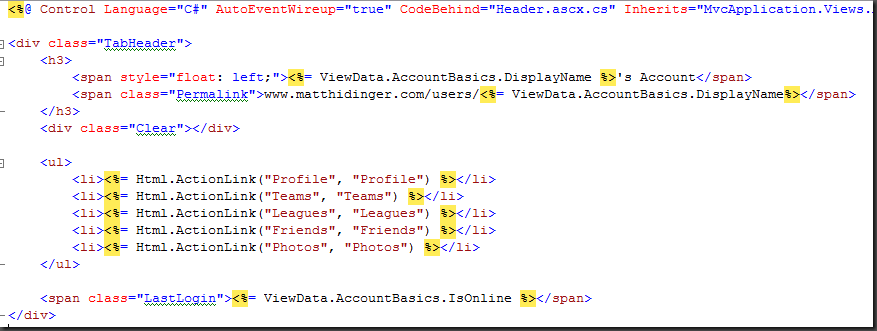 <%@ Control Language="C#" AutoEventWireup="true" CodeBehind="Header.ascx.cs" Inherits="MvcApplication.Views.
<div class="TabHeader">
<h3>
<span style="float: left;"><%= ViewData.AccountBasics.DisplayName %>'s Account</span>
<span class="Permalink">www.matthidinger.com/users/<%= ViewData.AccountBasics.DisplayName%></span>
</h3>
<div class="Clear"></div>
<ul>
<li><%= Html.ActionLink("Profile", "Profile") %></li>
<li><%= Html.ActionLink("Teams", "Teams") %></li>
<li><%= Html.ActionLink("Leagues", "Leagues") %></li>
<li><%= Html.ActionLink("Friends", "Friends") %></li>
<li><%= Html.ActionLink("Photos", "Photos") %></li>
</ul>
<span class="LastLogin"><%= ViewData.AccountBasics.IsOnline %></span>
</div>